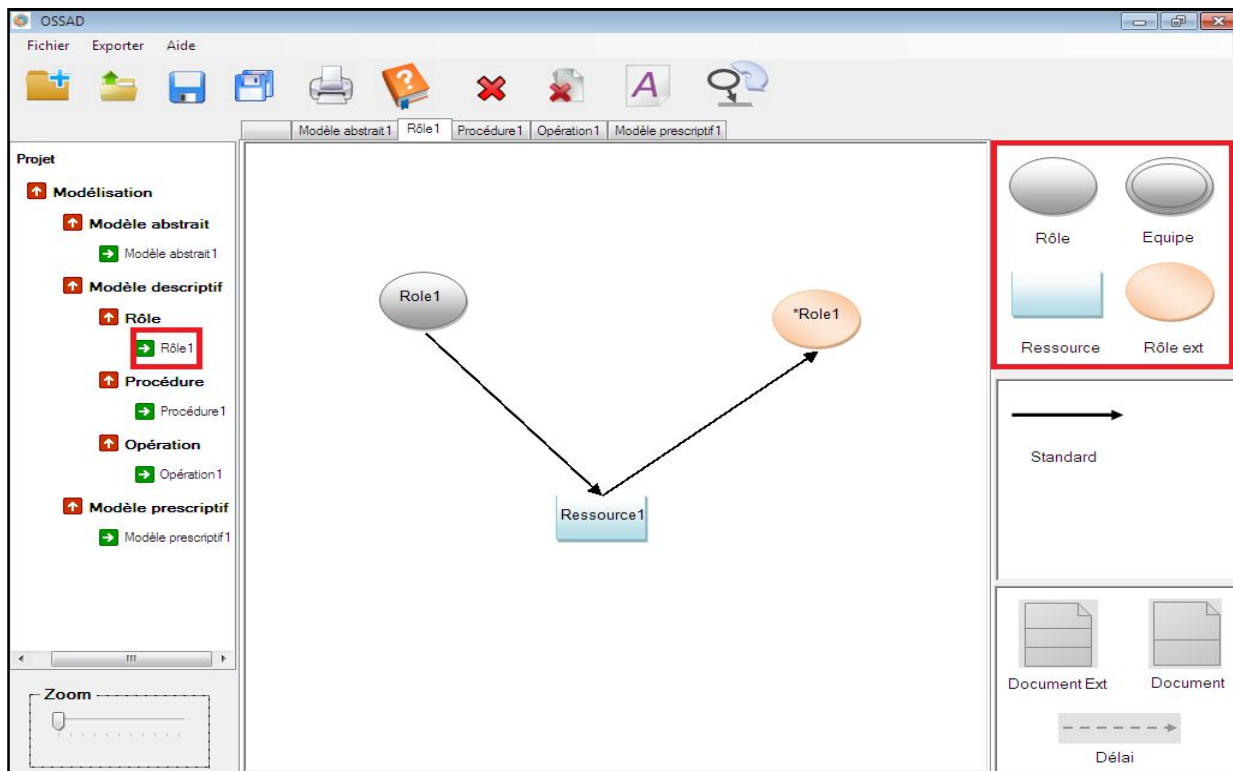 OSSAD
Fichier Exporter Aide
Modèle abstrait1 Rôle1 Procédure1 Opération1 Modèle prescriptif1
Projet
Modélisation
Modèle abstrait
Modèle abstrait1
Modèle descriptif
Rôle
Rôle1
Procédure
Procédure1
Opération
Opération1
Modèle prescriptif
Modèle prescriptif1
Zoom
Role1
*Role1
Ressource1
Rôle Equipe
Ressource Rôle ext
Standard
Document Ext Document
Délai